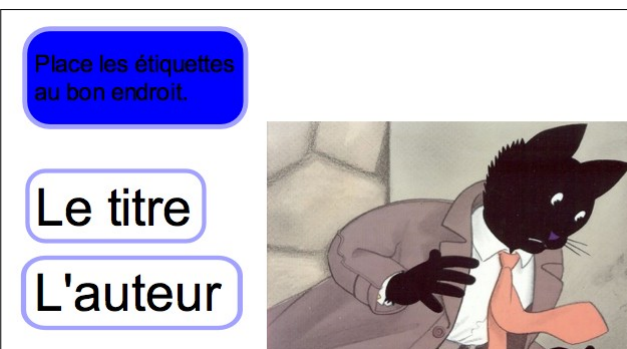 Place les étiquettes
au bon endroit.
Le titre
L'auteur